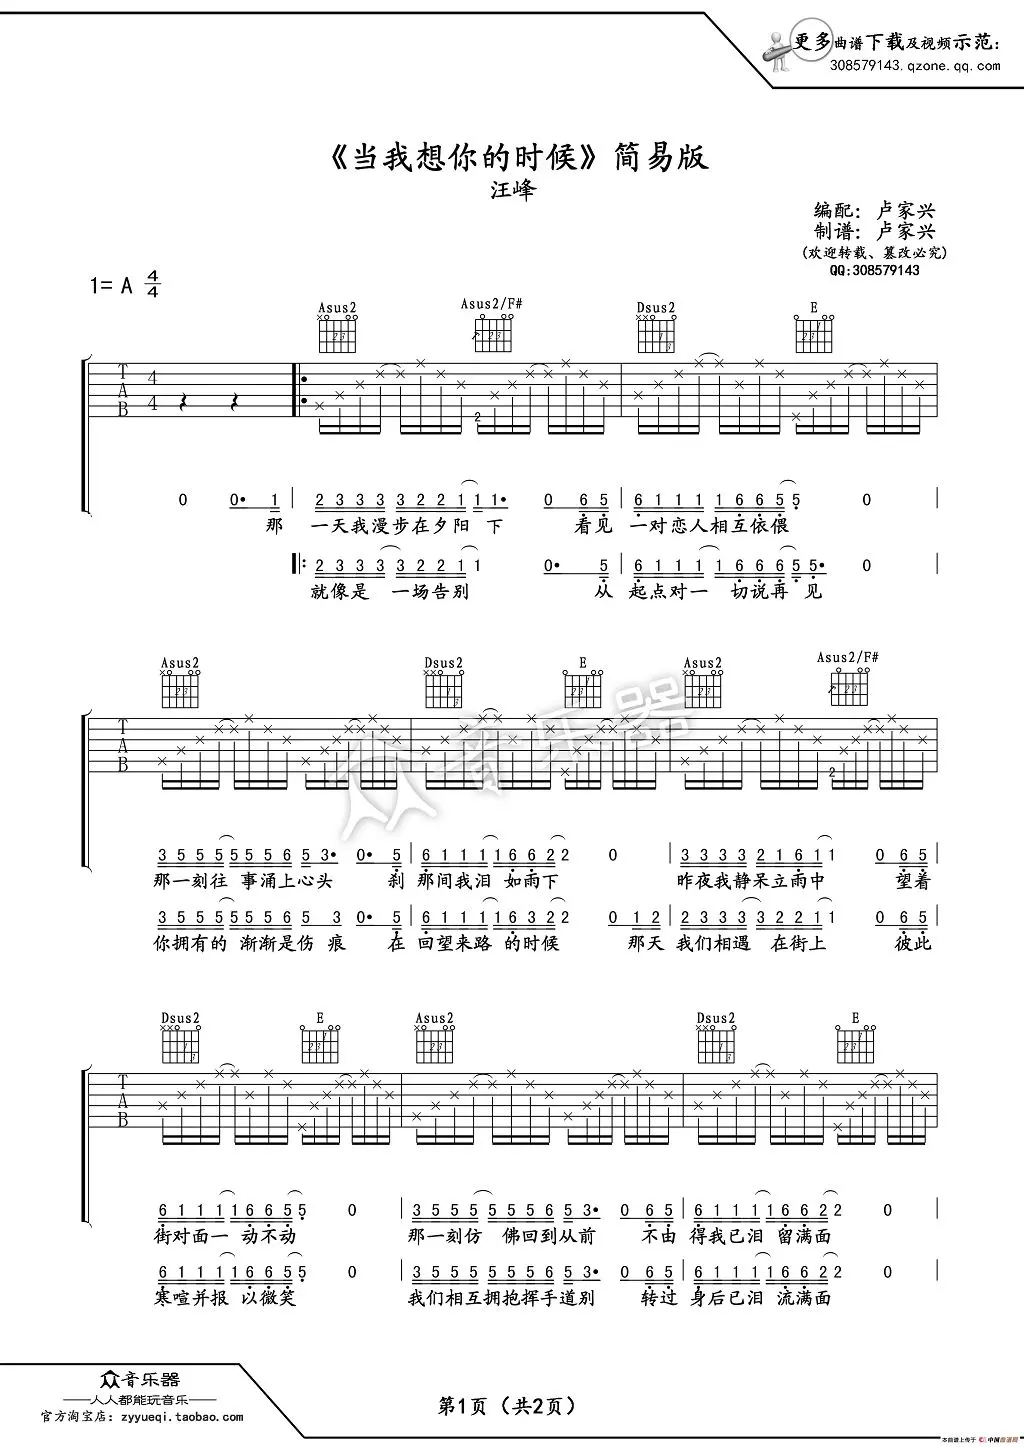 更多曲谱下载及视频示范：
308579143.qzone.qq.com
《当我想你的时候》简易版
汪峰
编配：卢家兴
制谱：卢家兴
(欢迎转载、篡改必究)
QQ:308579143
1= A 4/4
Asus2 Asus2/F# Dsus2 E
T A B 4 4 2
0 0• 1 2 3 3 3 3 2 2 1 1 1• 0 6 5 6 1 1 1 1 6 6 5 5 0
那 一天我漫步在夕阳 下 看见 一对恋人相互依偎
2 3 3 3 3 2 2 1 1 0• 5 6 1 1 1 1 6 6 6 5 5• 0
就像是 一场告别 从 起点对一 切说再 见
Asus2 Dsus2 E Asus2 Asus2/F#
T A B 2
3 5 5 5 5 5 5 6 5 3• 0• 5 6 1 1 1 1 6 6 2 2 0 3 3 3 3 2 1 6 1 1 0 6 5
那一刻往 事涌上心头 刹 那间我泪 如雨下 昨夜我静呆立雨中 望着
3 5 5 5 5 5 5 6 5 3 0• 5 6 1 1 1 1 6 3 2 2 0 1 2 2 3 3 3 3 2 2 1 1 0 6 5
你拥有的 渐渐是伤 痕 在 回望来路 的时候 那天 我们相遇 在街上 彼此
Dsus2 E Asus2 Dsus2 E
T A B
6 1 1 1 1 6 6 5 5 0 3 5 5 5 5 5 5 6 5 3• 0 6 5 6 1 1 1 1 6 6 2 2 0
街对面一 动不动 那一刻仿 佛回到从前 不由 得我已泪 留满面
6 1 1 1 1 6 6 5 5 0 3 5 5 5 5 5 5 6 5 3• 0 6 5 6 1 1 1 1 6 6 2 2 0
寒喧并报 以微笑 我们相互拥抱挥手道别 转过 身后已泪 流满面
众音乐器
人人都能玩音乐
官方淘宝店：zyyueqi.taobao.com
第1页（共2页）
本曲谱上传于 中国曲谱网